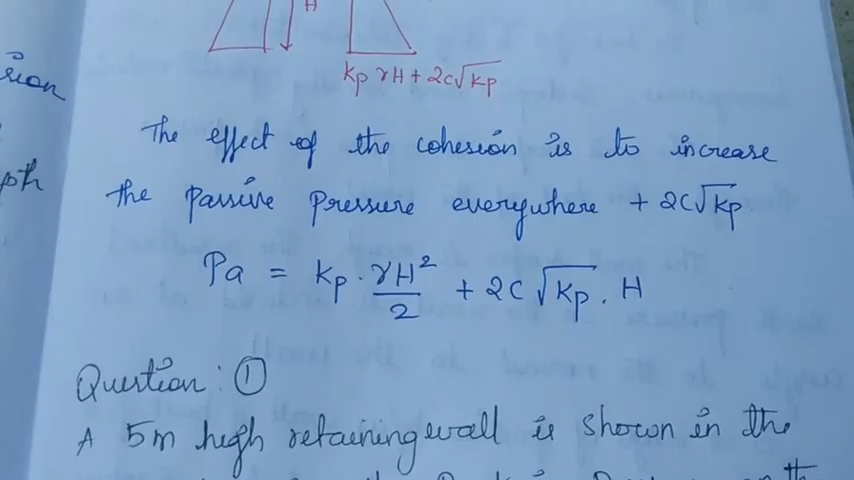 H
Kp γH + 2C√Kp
The effect of the cohesion is to increase
the passive pressure everywhere + 2C√Kp.
Pa = Kp . γH²/2 + 2C √Kp . H
Question: ①
A 5m high retaining wall is shown in the